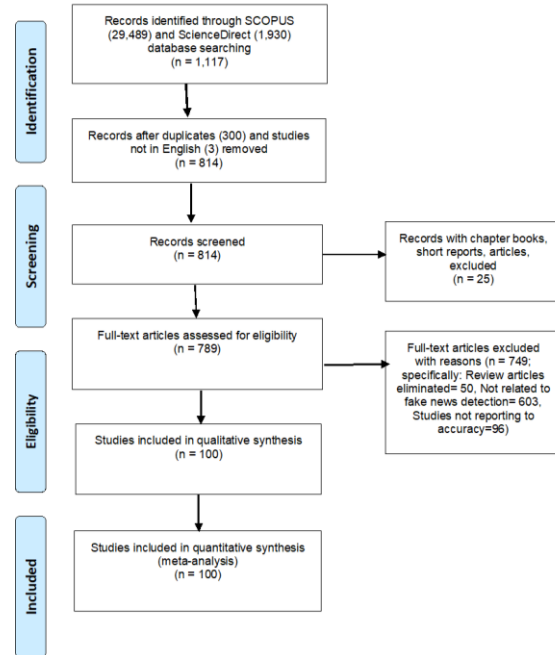 Identification
Records identified through SCOPUS
(29,489) and ScienceDirect (1,930)
database searching
(n = 1,117)
Records after duplicates (300) and studies
not in English (3) removed
n = 814)
Screening
Records screened
(n = 814)
Records with chapter books,
short reports, articles,
excluded
(n = 25)
Full-text articles assessed for eligibility
(n = 789)
Eligibility
Full-text articles excluded
with reasons (n = 749;
specifically: Review articles
eliminated= 50, Not related to
fake news detection= 603,
Studies not reporting to
accuracy=96)
Studies included in qualitative synthesis
(n = 100)
Included
Studies included in quantitative synthesis
(meta-analysis)
(n = 100)